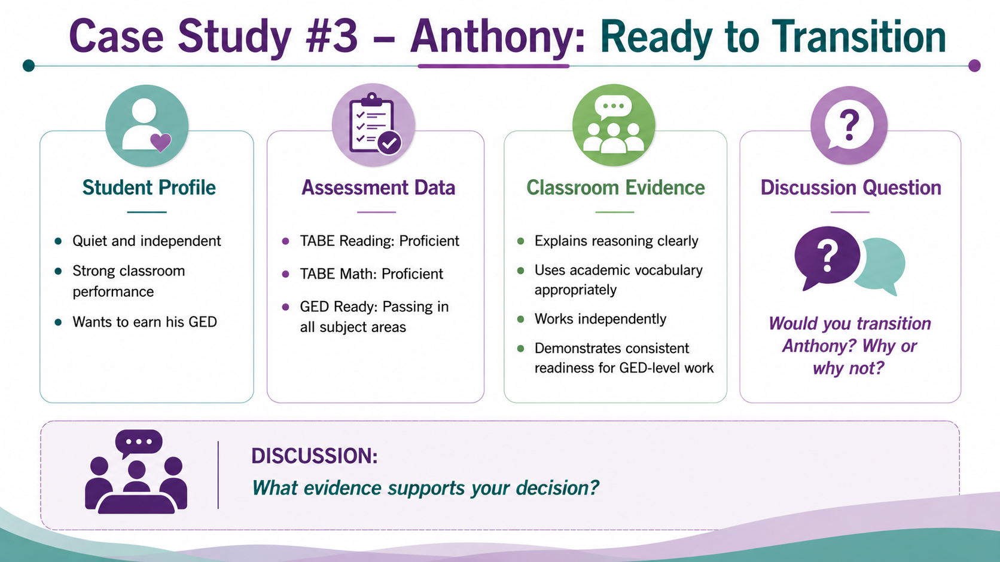 Case Study #3 – Anthony: Ready to Transition
Student Profile
Quiet and independent
Strong classroom
performance
Wants to earn his GED
Assessment Data
TABE Reading: Proficient
TABE Math: Proficient
GED Ready: Passing in
all subject areas
Classroom Evidence
Explains reasoning clearly
Uses academic vocabulary
appropriately
Works independently
Demonstrates consistent
readiness for GED-level work
?
Discussion Question
?
Would you transition
Anthony? Why or
why not?
DISCUSSION:
What evidence supports your decision?